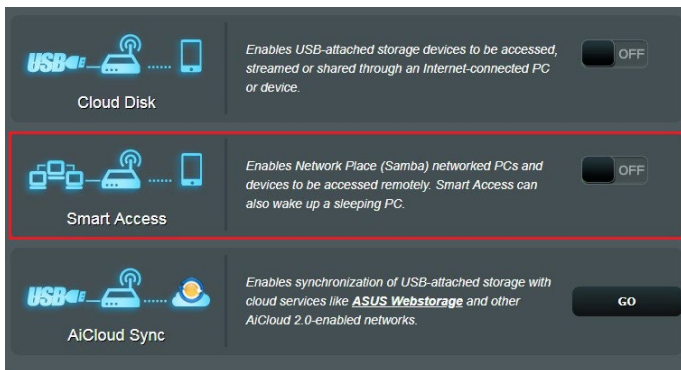 Enables USB-attached storage devices to be accessed,
streamed or shared through an Internet-connected PC
or device.
OFF
USB
Cloud Disk
Enables Network Place (Samba) networked PCs and
devices to be accessed remotely. Smart Access can
also wake up a sleeping PC.
OFF
Smart Access
Enables synchronization of USB-attached storage with
cloud services like ASUS Webstorage and other
AiCloud 2.0-enabled networks.
GO
USB
AiCloud Sync